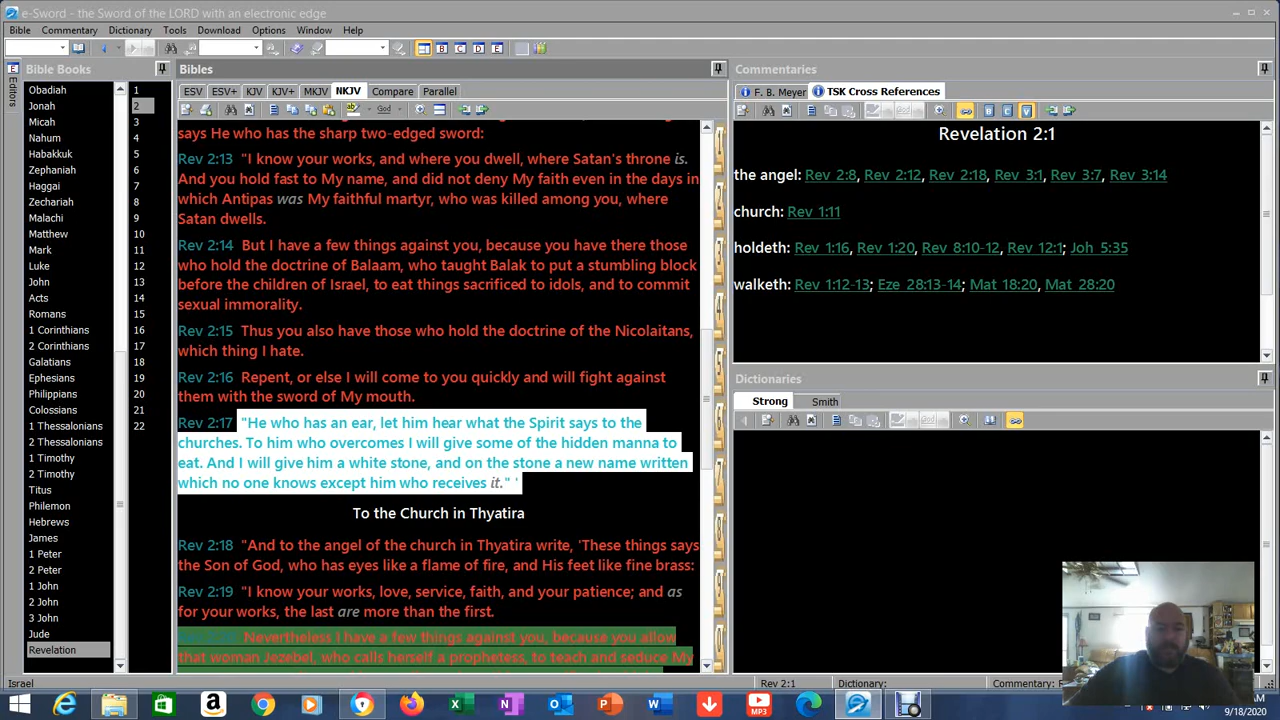 e-Sword - the Sword of the LORD with an electronic edge
Bible Commentary Dictionary Tools Download Options Window Help
B C D E
Editors
Bible Books
Obadiah
Jonah
Micah
Nahum
Habakkuk
Zephaniah
Haggai
Zechariah
Malachi
Matthew
Mark
Luke
John
Acts
Romans
1 Corinthians
2 Corinthians
Galatians
Ephesians
Philippians
Colossians
1 Thessalonians
2 Thessalonians
1 Timothy
2 Timothy
Titus
Philemon
Hebrews
James
1 Peter
2 Peter
1 John
2 John
3 John
Jude
Revelation
1
2
3
4
5
6
7
8
9
10
11
12
13
14
15
16
17
18
19
20
21
22
Bibles
ESV ESV+ KJV KJV+ MKJV NKJV Compare Parallel
God
says He who has the sharp two-edged sword:
Rev 2:13 "I know your works, and where you dwell, where Satan's throne is.
And you hold fast to My name, and did not deny My faith even in the days in
which Antipas was My faithful martyr, who was killed among you, where
Satan dwells.
Rev 2:14 But I have a few things against you, because you have there those
who hold the doctrine of Balaam, who taught Balak to put a stumbling block
before the children of Israel, to eat things sacrificed to idols, and to commit
sexual immorality.
Rev 2:15 Thus you also have those who hold the doctrine of the Nicolaitans,
which thing I hate.
Rev 2:16 Repent, or else I will come to you quickly and will fight against
them with the sword of My mouth.
Rev 2:17 "He who has an ear, let him hear what the Spirit says to the
churches. To him who overcomes I will give some of the hidden manna to
eat. And I will give him a white stone, and on the stone a new name written
which no one knows except him who receives it." '
To the Church in Thyatira
Rev 2:18 "And to the angel of the church in Thyatira write, 'These things says
the Son of God, who has eyes like a flame of fire, and His feet like fine brass:
Rev 2:19 "I know your works, love, service, faith, and your patience; and as
for your works, the last are more than the first.
Rev 2:20 Nevertheless I have a few things against you, because you allow
that woman Jezebel, who calls herself a prophetess, to teach and seduce My
Commentaries
F. B. Meyer TSK Cross References
Revelation 2:1
the angel: Rev 2:8, Rev 2:12, Rev 2:18, Rev 3:1, Rev 3:7, Rev 3:14
church: Rev 1:11
holdeth: Rev 1:16, Rev 1:20, Rev 8:10-12, Rev 12:1; Joh 5:35
walketh: Rev 1:12-13; Eze 28:13-14; Mat 18:20, Mat 28:20
Dictionaries
Strong Smith
Israel
Rev 2:1 Dictionary: Commentary:
MP3
9/18/2020